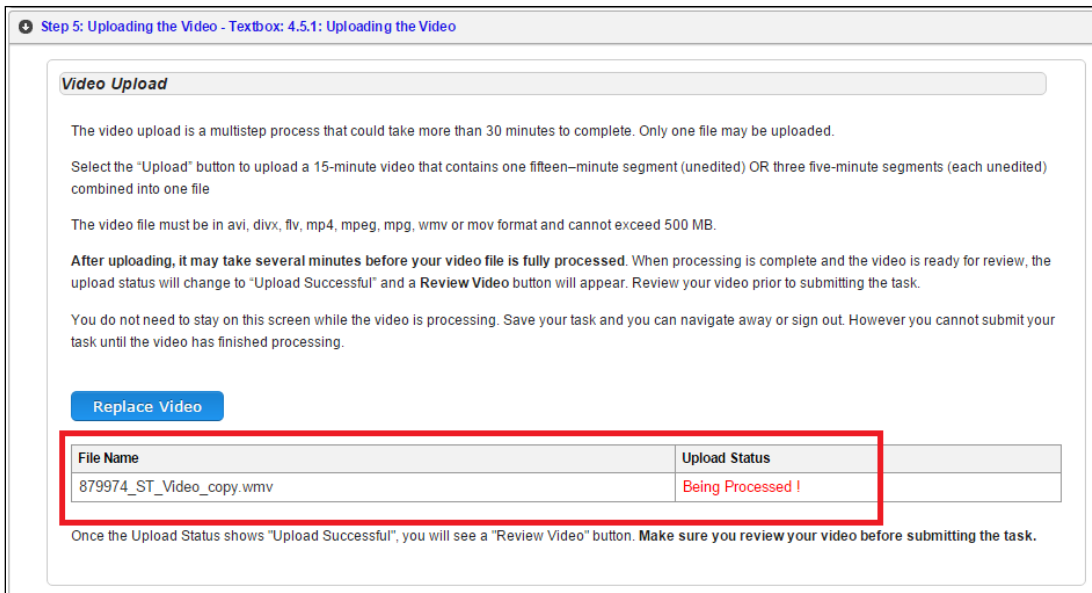 Step 5: Uploading the Video - Textbox: 4.5.1: Uploading the Video
Video Upload
The video upload is a multistep process that could take more than 30 minutes to complete. Only one file may be uploaded.
Select the “Upload” button to upload a 15-minute video that contains one fifteen–minute segment (unedited) OR three five-minute segments (each unedited)
combined into one file
The video file must be in avi, divx, flv, mp4, mpeg, mpg, wmv or mov format and cannot exceed 500 MB.
After uploading, it may take several minutes before your video file is fully processed. When processing is complete and the video is ready for review, the
upload status will change to “Upload Successful” and a Review Video button will appear. Review your video prior to submitting the task.
You do not need to stay on this screen while the video is processing. Save your task and you can navigate away or sign out. However you cannot submit your
task until the video has finished processing.
Replace Video
File Name Upload Status
879974_ST_Video_copy.wmv Being Processed !
Once the Upload Status shows "Upload Successful", you will see a "Review Video" button. Make sure you review your video before submitting the task.